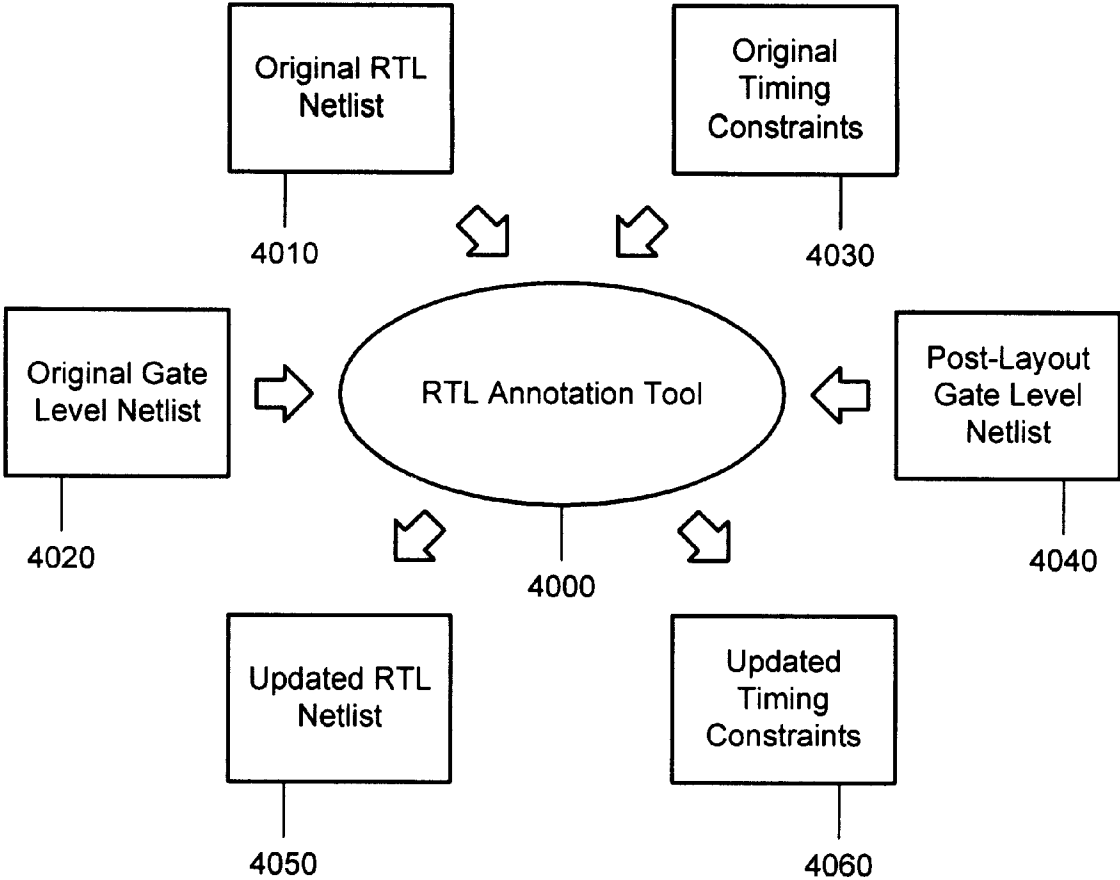 Original RTL
Netlist
4010
Original
Timing
Constraints
4030
Original Gate
Level Netlist
4020
RTL Annotation Tool
4000
Post-Layout
Gate Level
Netlist
4040
Updated RTL
Netlist
4050
Updated
Timing
Constraints
4060